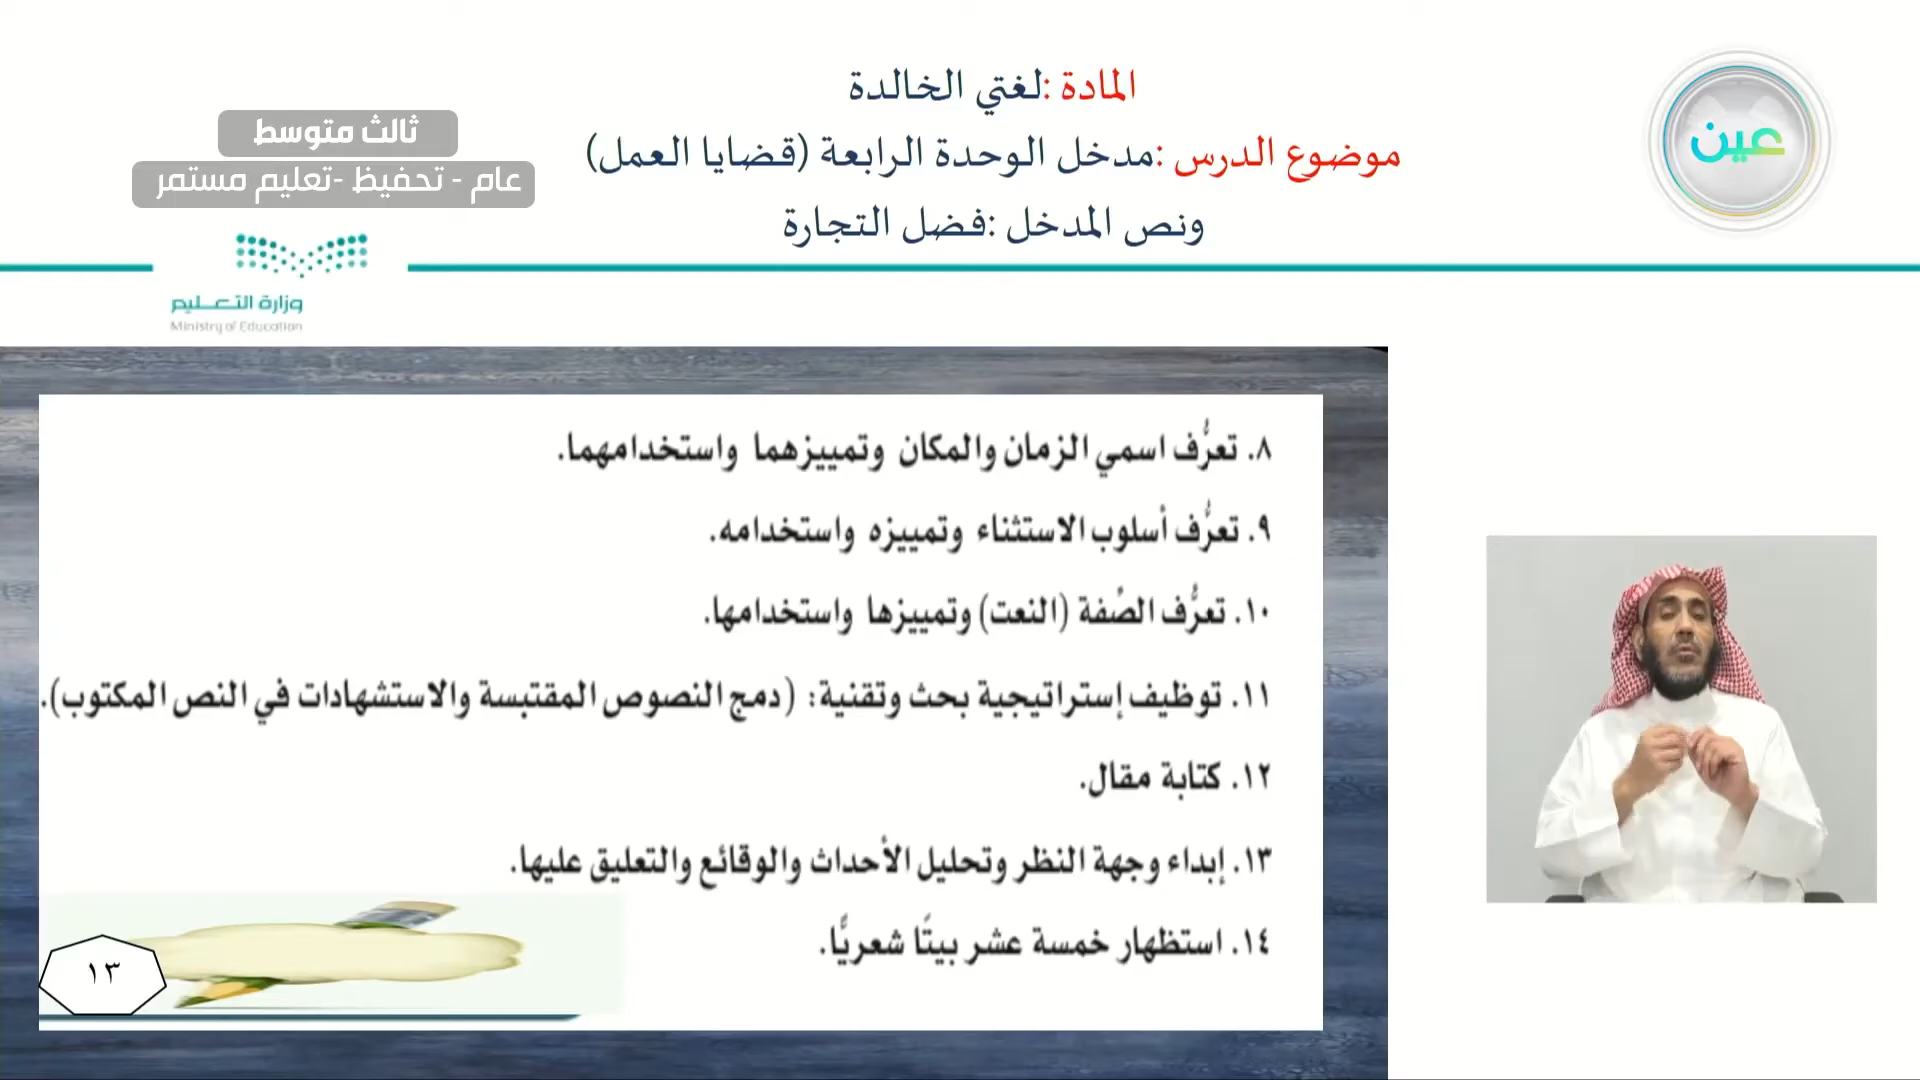 المادة :لغتي الخالدة
موضوع الدرس :مدخل الوحدة الرابعة (قضايا العمل)
ونص المدخل :فضل التجارة
عين
ثالث متوسط
عام - تحفيظ -تعليم مستمر
وزارة التعليم
Ministry of Education
٨. تعرُّف اسمي الزمان والمكان وتمييزهما واستخدامهما.
٩. تعرُّف أسلوب الاستثناء وتمييزه واستخدامه.
١٠. تعرُّف الصِّفة (النعت) وتمييزها واستخدامها.
١١. توظيف إستراتيجية بحث وتقنية: (دمج النصوص المقتبسة والاستشهادات في النص المكتوب).
١٢. كتابة مقال.
١٣. إبداء وجهة النظر وتحليل الأحداث والوقائع والتعليق عليها.
١٤. استظهار خمسة عشر بيتًا شعريًّا.
١٣